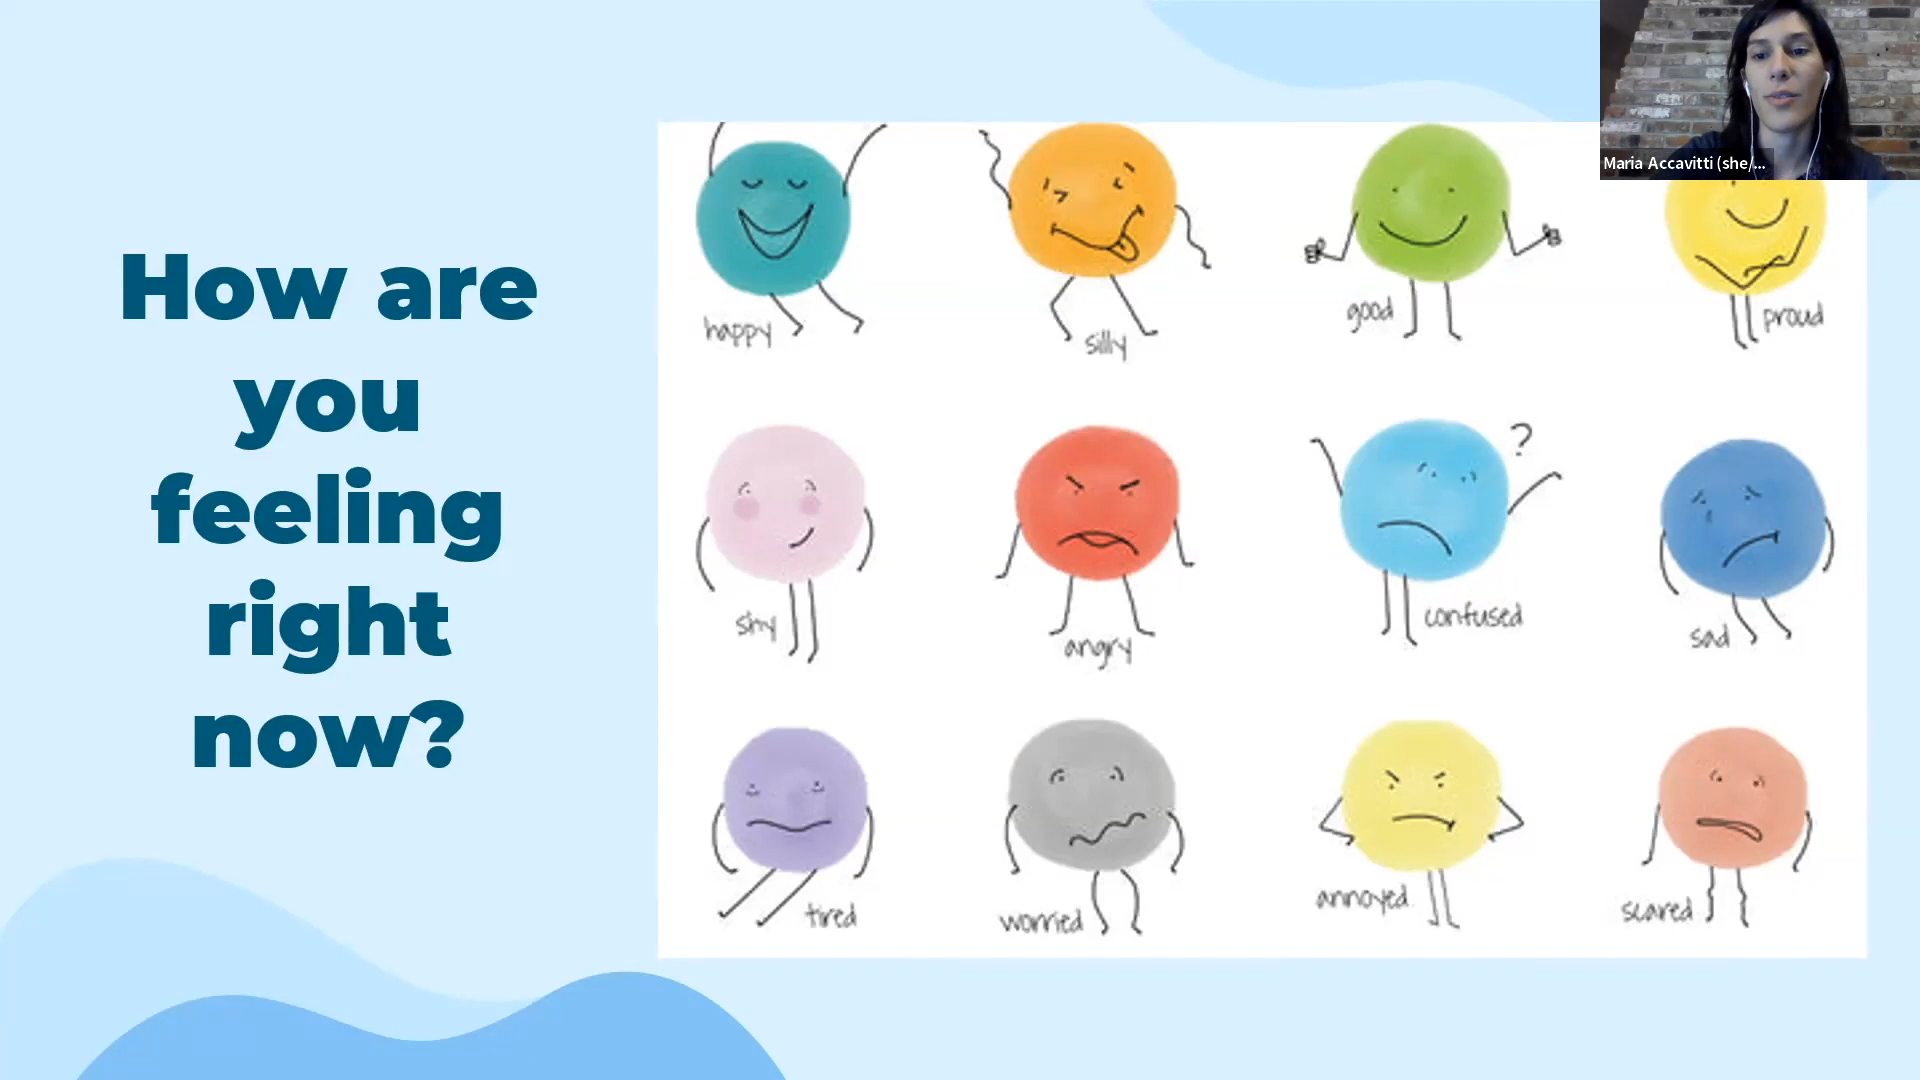 How are
you
feeling
right
now?
Maria Accavitti (she/...
happy
silly
good
proud
shy
angry
?
confused
sad
tired
worried
annoyed
scared